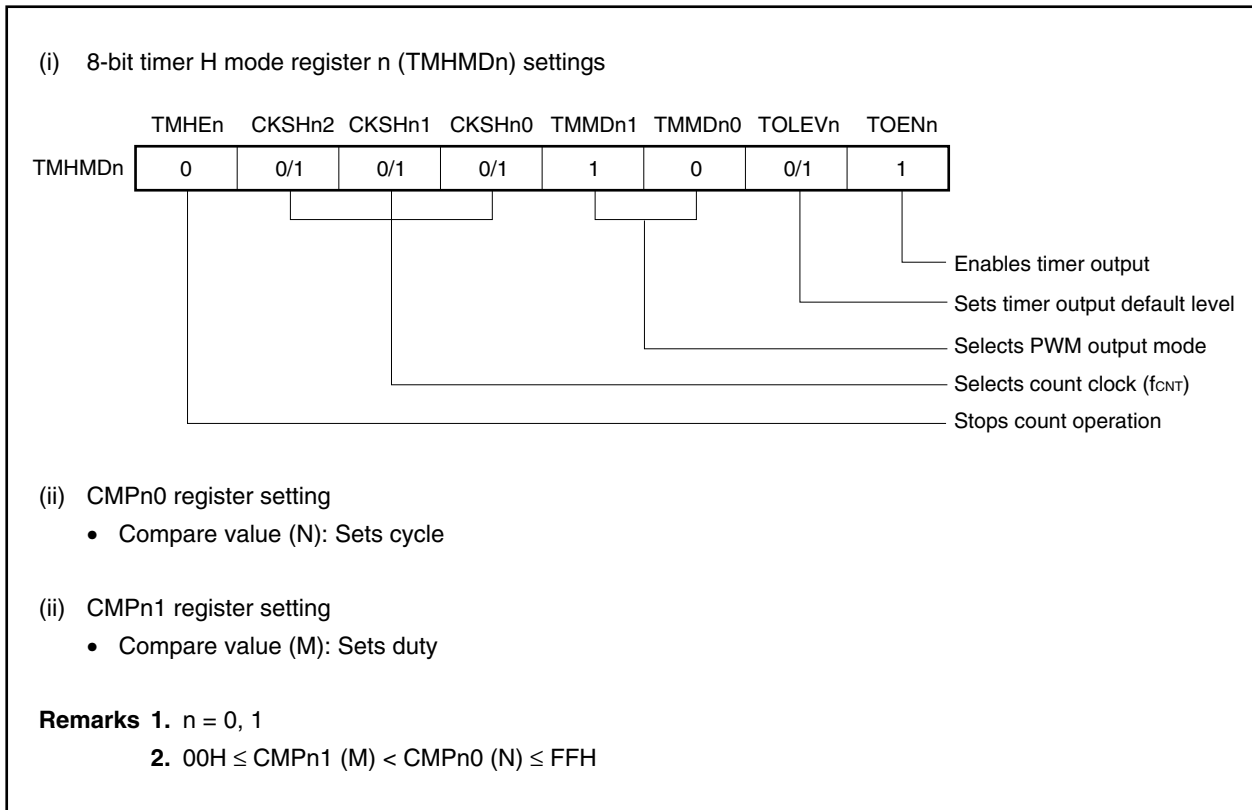 (i) 8-bit timer H mode register n (TMHMDn) settings
TMHEn CKSHn2 CKSHn1 CKSHn0 TMMDn1 TMMDn0 TOLEVn TOENn
TMHMDn 0 0/1 0/1 0/1 1 0 0/1 1
Enables timer output
Sets timer output default level
Selects PWM output mode
Selects count clock (fCNT)
Stops count operation
(ii) CMPn0 register setting
• Compare value (N): Sets cycle
(ii) CMPn1 register setting
• Compare value (M): Sets duty
Remarks 1. n = 0, 1
2. 00H ≤ CMPn1 (M) < CMPn0 (N) ≤ FFH